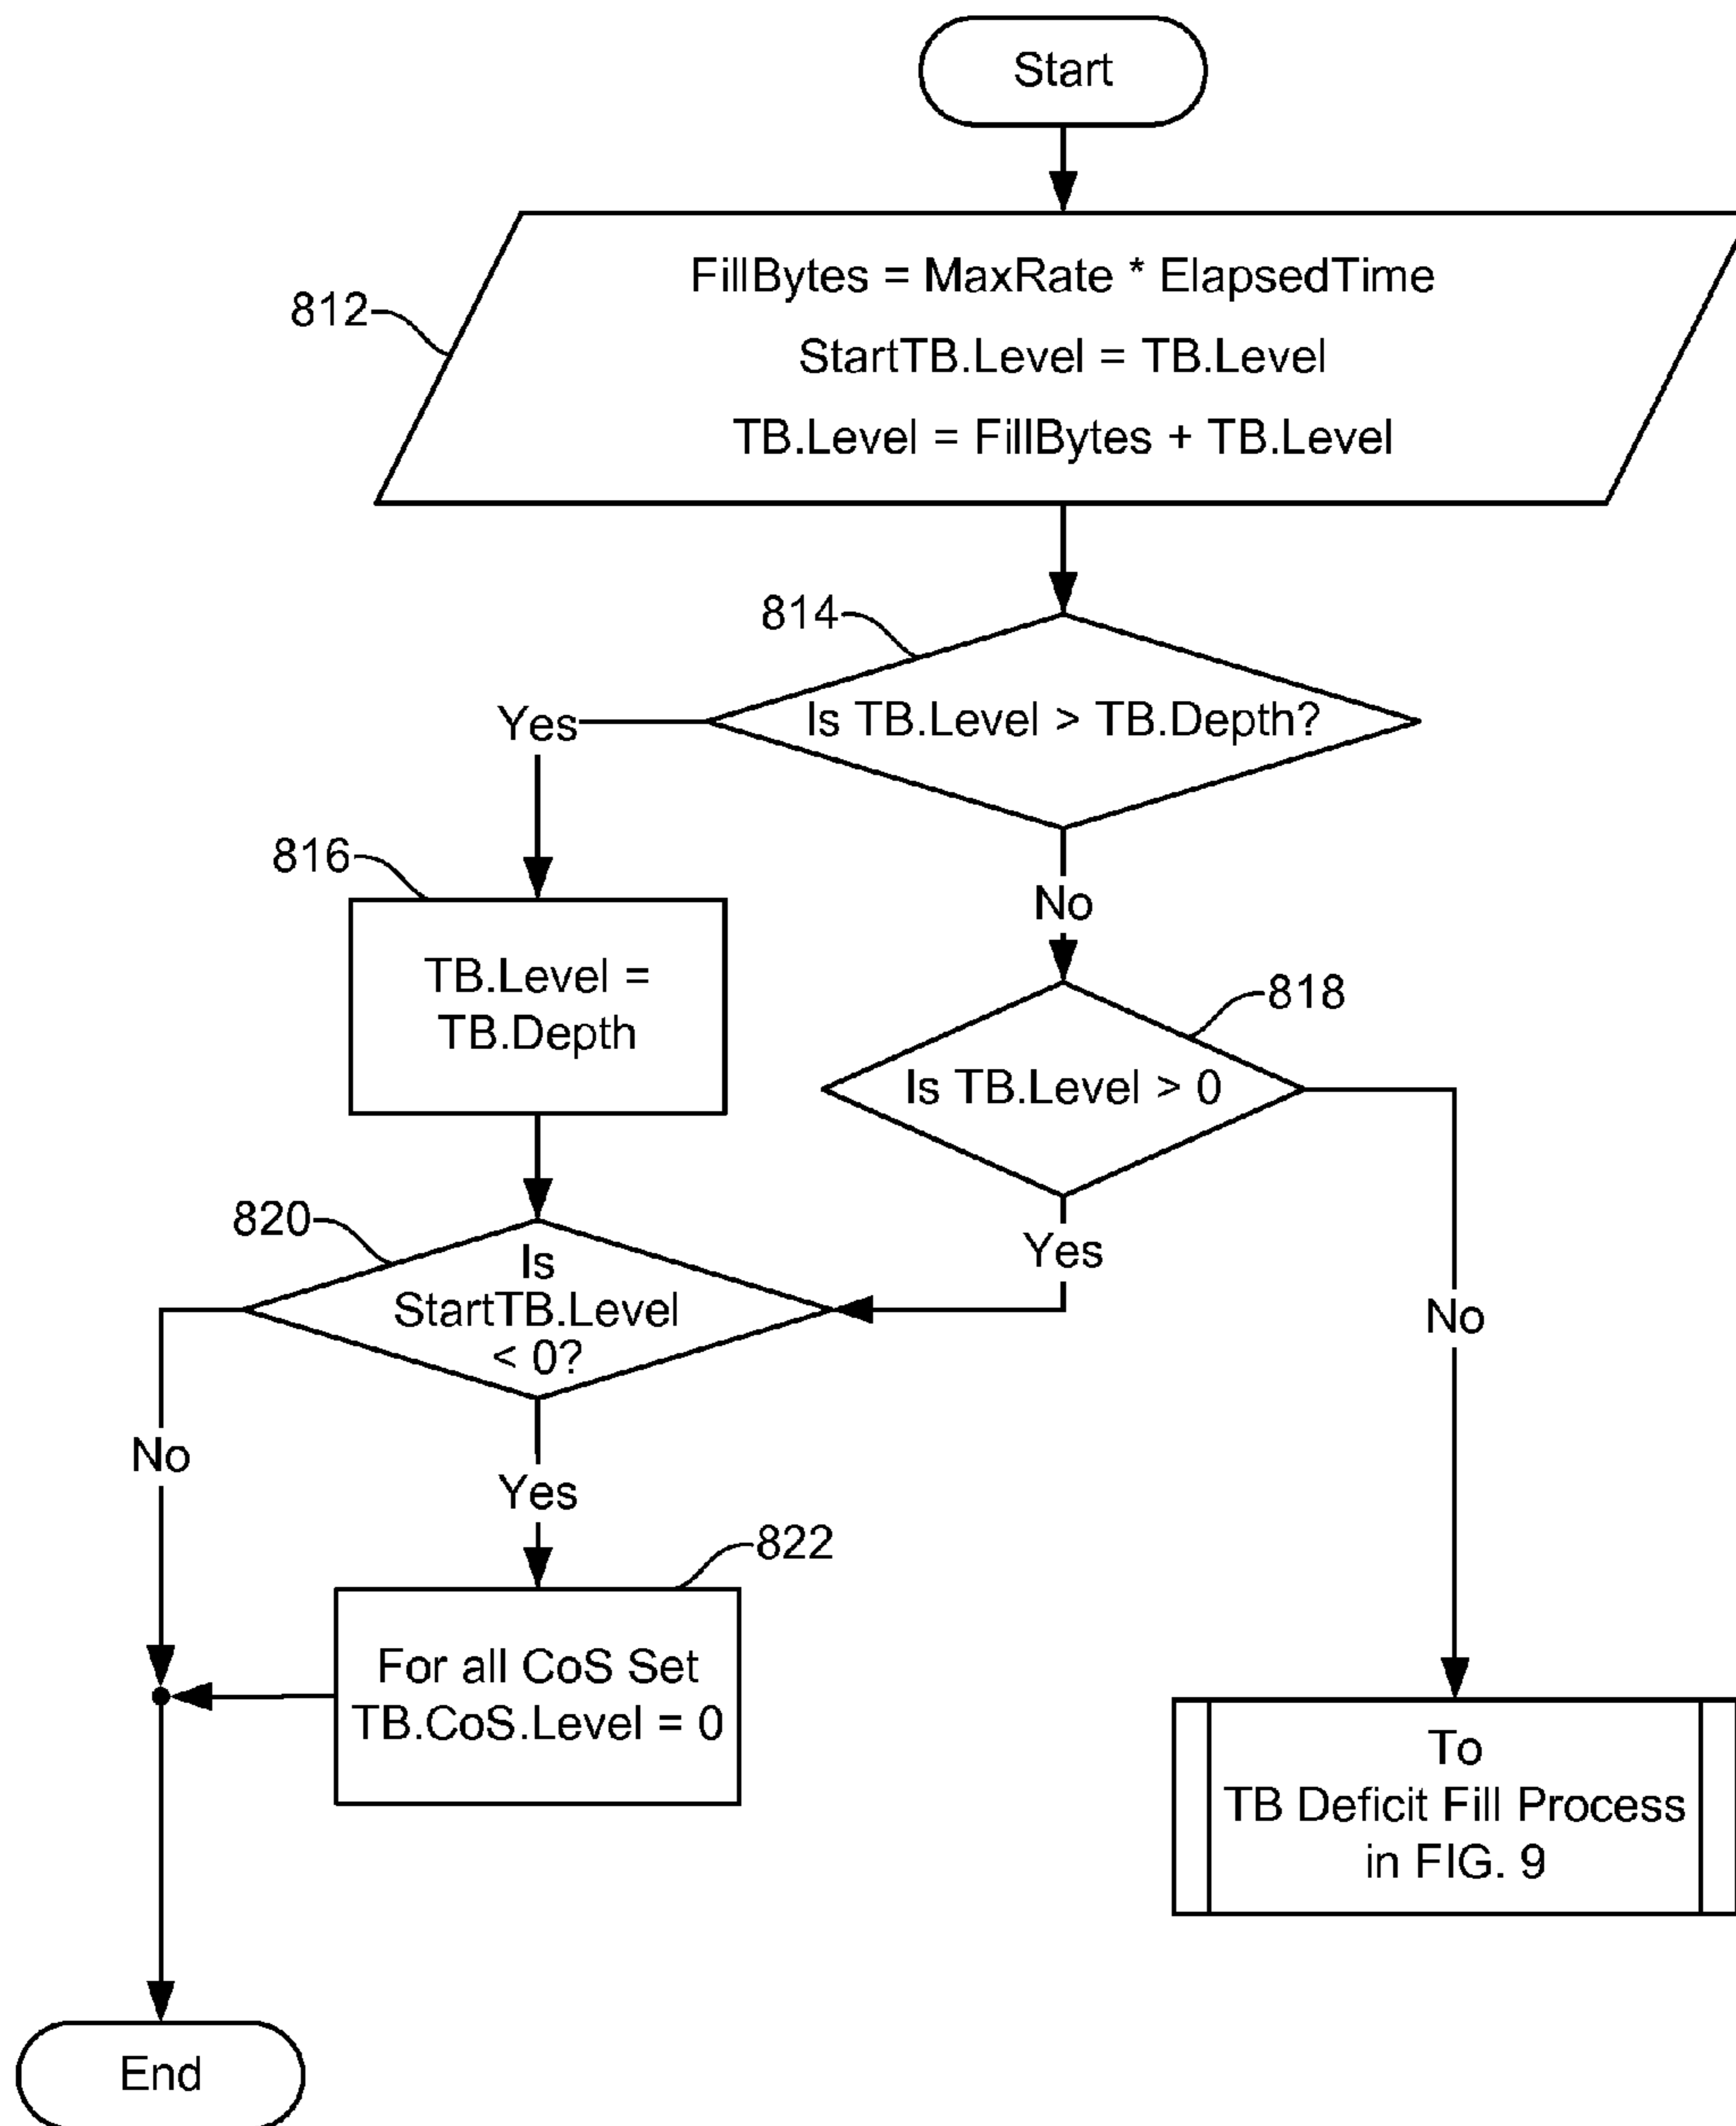 Start
812
FillBytes = MaxRate * ElapsedTime
StartTB.Level = TB.Level
TB.Level = FillBytes + TB.Level
814
Is TB.Level > TB.Depth?
Yes
No
816
TB.Level =
TB.Depth
818
Is TB.Level > 0
Yes
No
820
Is
StartTB.Level
< 0?
No
Yes
822
For all CoS Set
TB.CoS.Level = 0
To
TB Deficit Fill Process
in FIG. 9
End